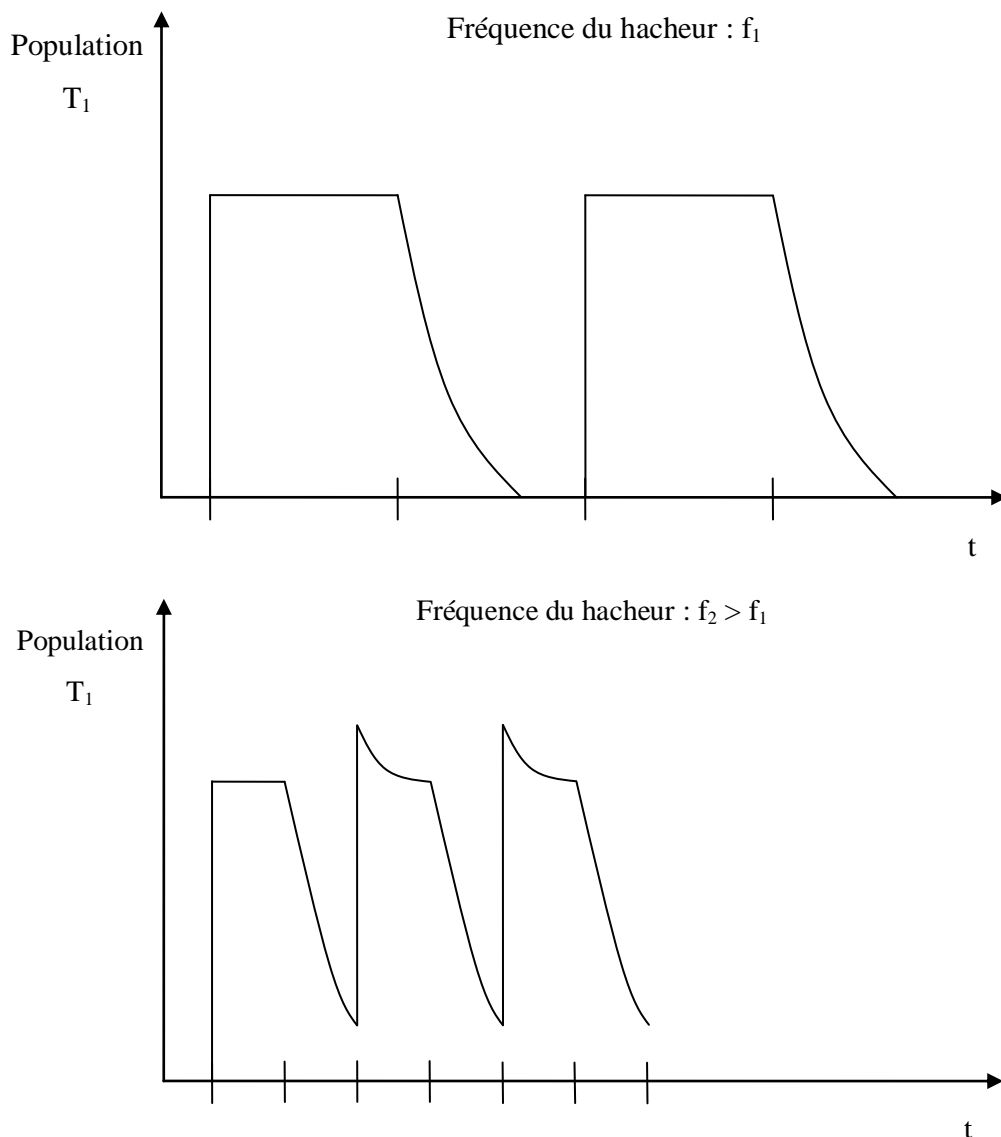 Fréquence du hacheur : f₁
Population
T₁
t
Fréquence du hacheur : f₂ > f₁
Population
T₁
t